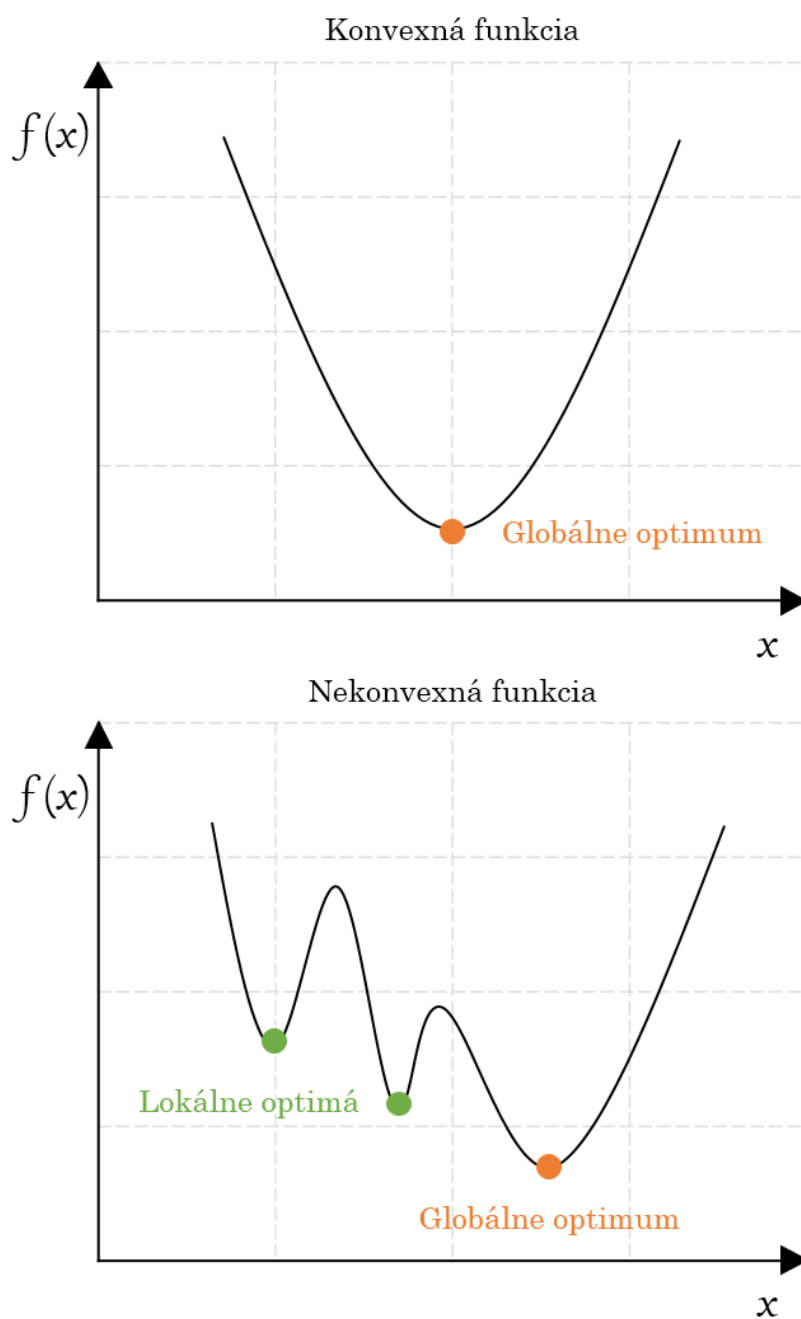 Konvexná funkcia
f(x)
Globálne optimum
x
Nekonvexná funkcia
f(x)
Lokálne optimá
Globálne optimum
x